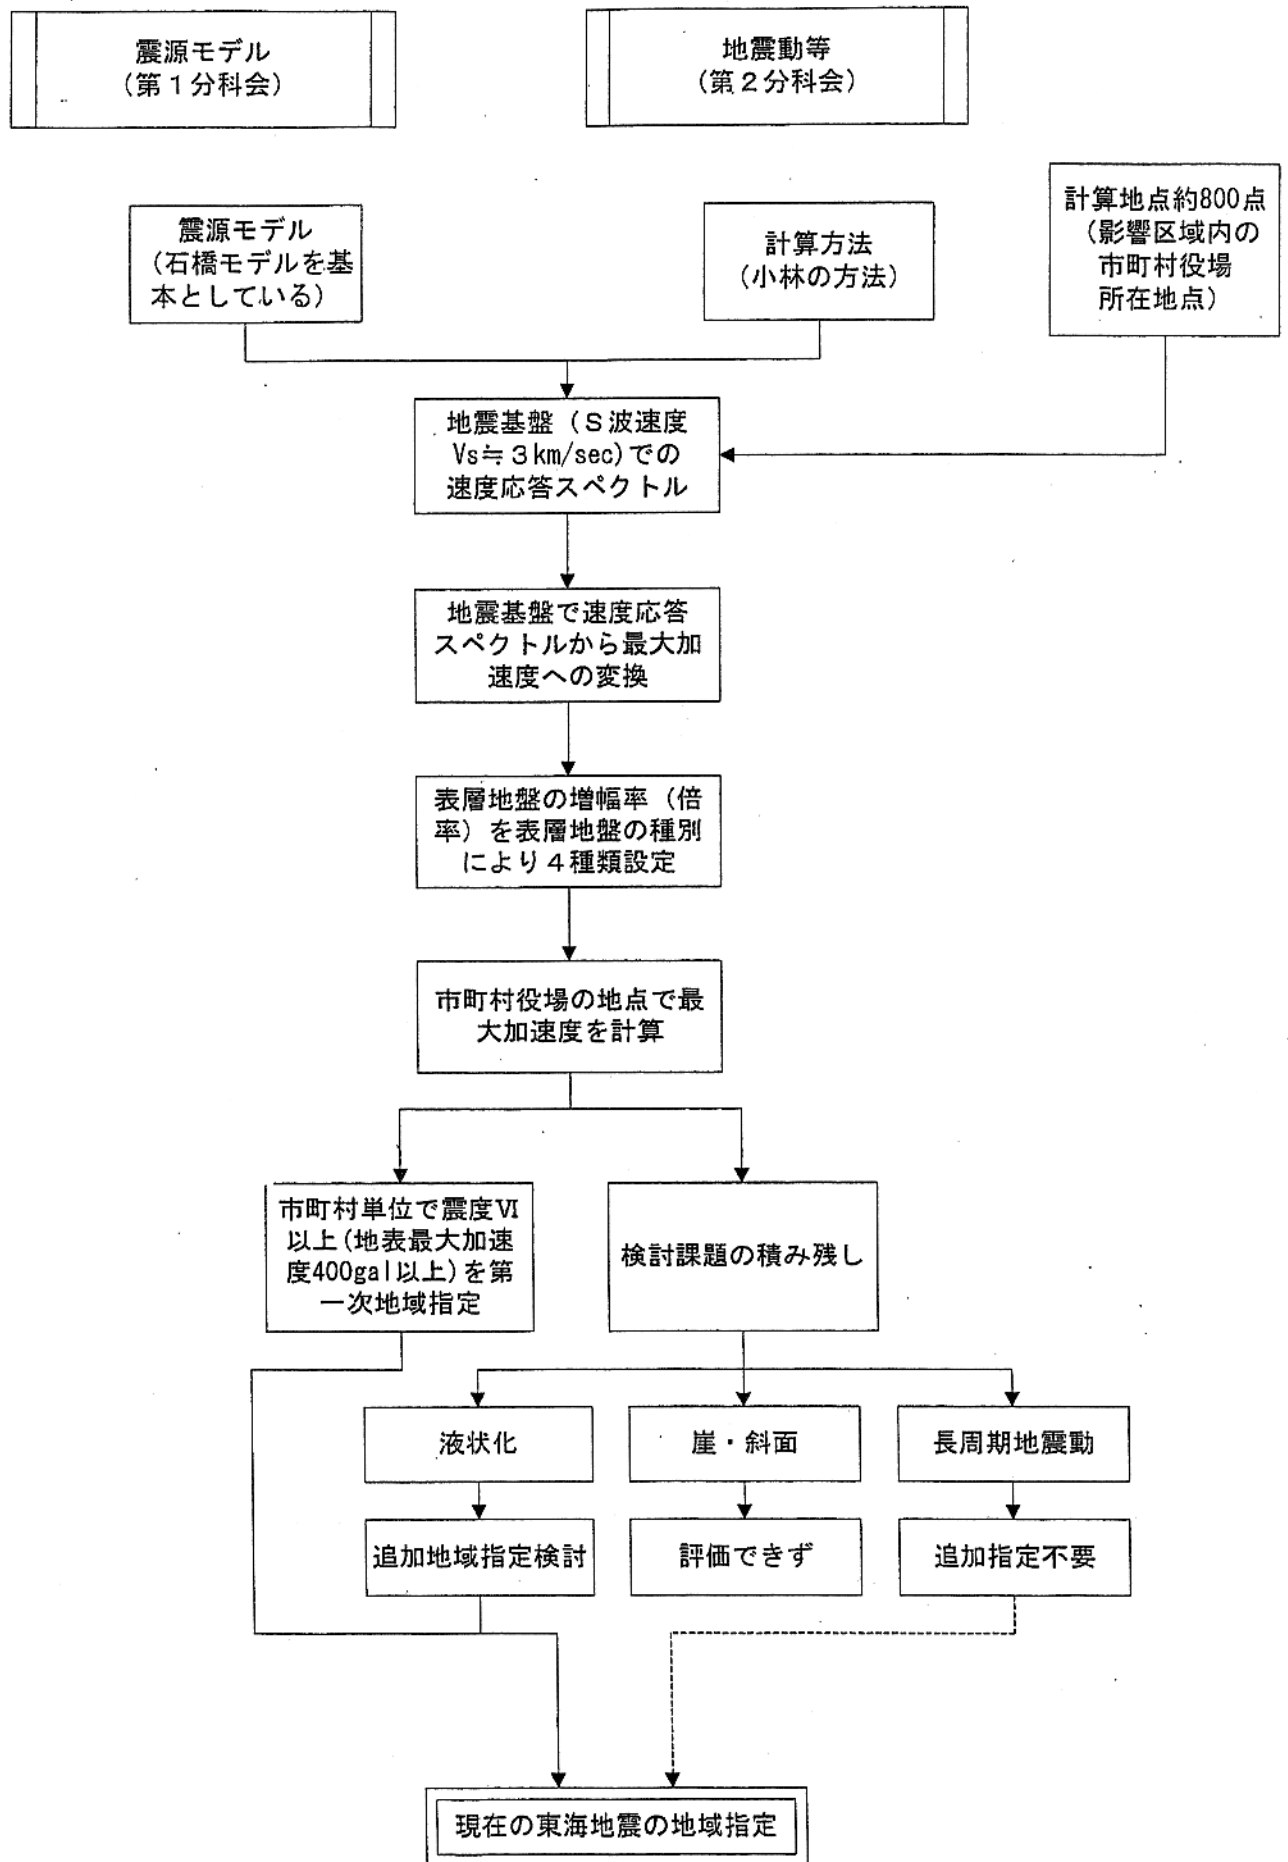 震源モデル
(第1分科会)
地震動等
(第2分科会)
震源モデル
(石橋モデルを基
本としている)
計算方法
(小林の方法)
計算地点約800点
(影響区域内の
市町村役場
所在地点)
地震基盤(S波速度
Vs≒3km/sec)での
速度応答スペクトル
地震基盤で速度応答
スペクトルから最大加
速度への変換
表層地盤の増幅率(倍
率)を表層地盤の種別
により4種類設定
市町村役場の地点で最
大加速度を計算
市町村単位で震度Ⅵ
以上(地表最大加速
度400gal以上)を第
一次地域指定
検討課題の積み残し
液状化
崖・斜面
長周期地震動
追加地域指定検討
評価できず
追加指定不要
現在の東海地震の地域指定